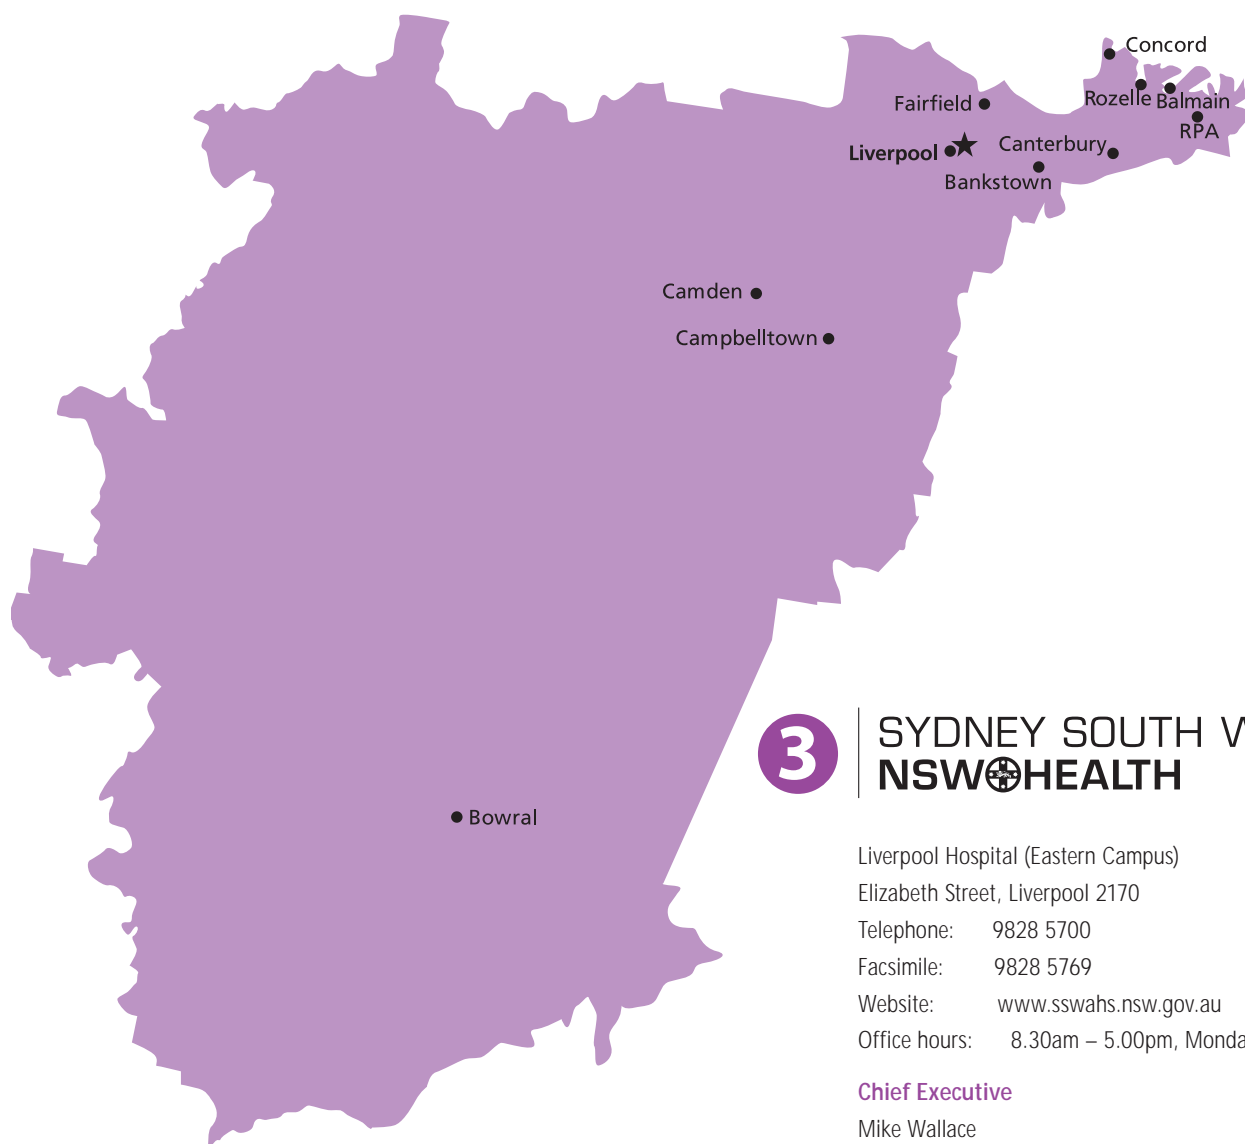 Concord
Fairfield
Rozelle
Balmain
RPA
Liverpool
Canterbury
Bankstown
Camden
Campbelltown
3
SYDNEY SOUTH
NSW HEALTH
Bowral
Liverpool Hospital (Eastern Campus)
Elizabeth Street, Liverpool 2170
Telephone: 9828 5700
Facsimile: 9828 5769
Website: www.sswahs.nsw.gov.au
Office hours: 8.30am – 5.00pm,
Chief Executive
Mike Wallace